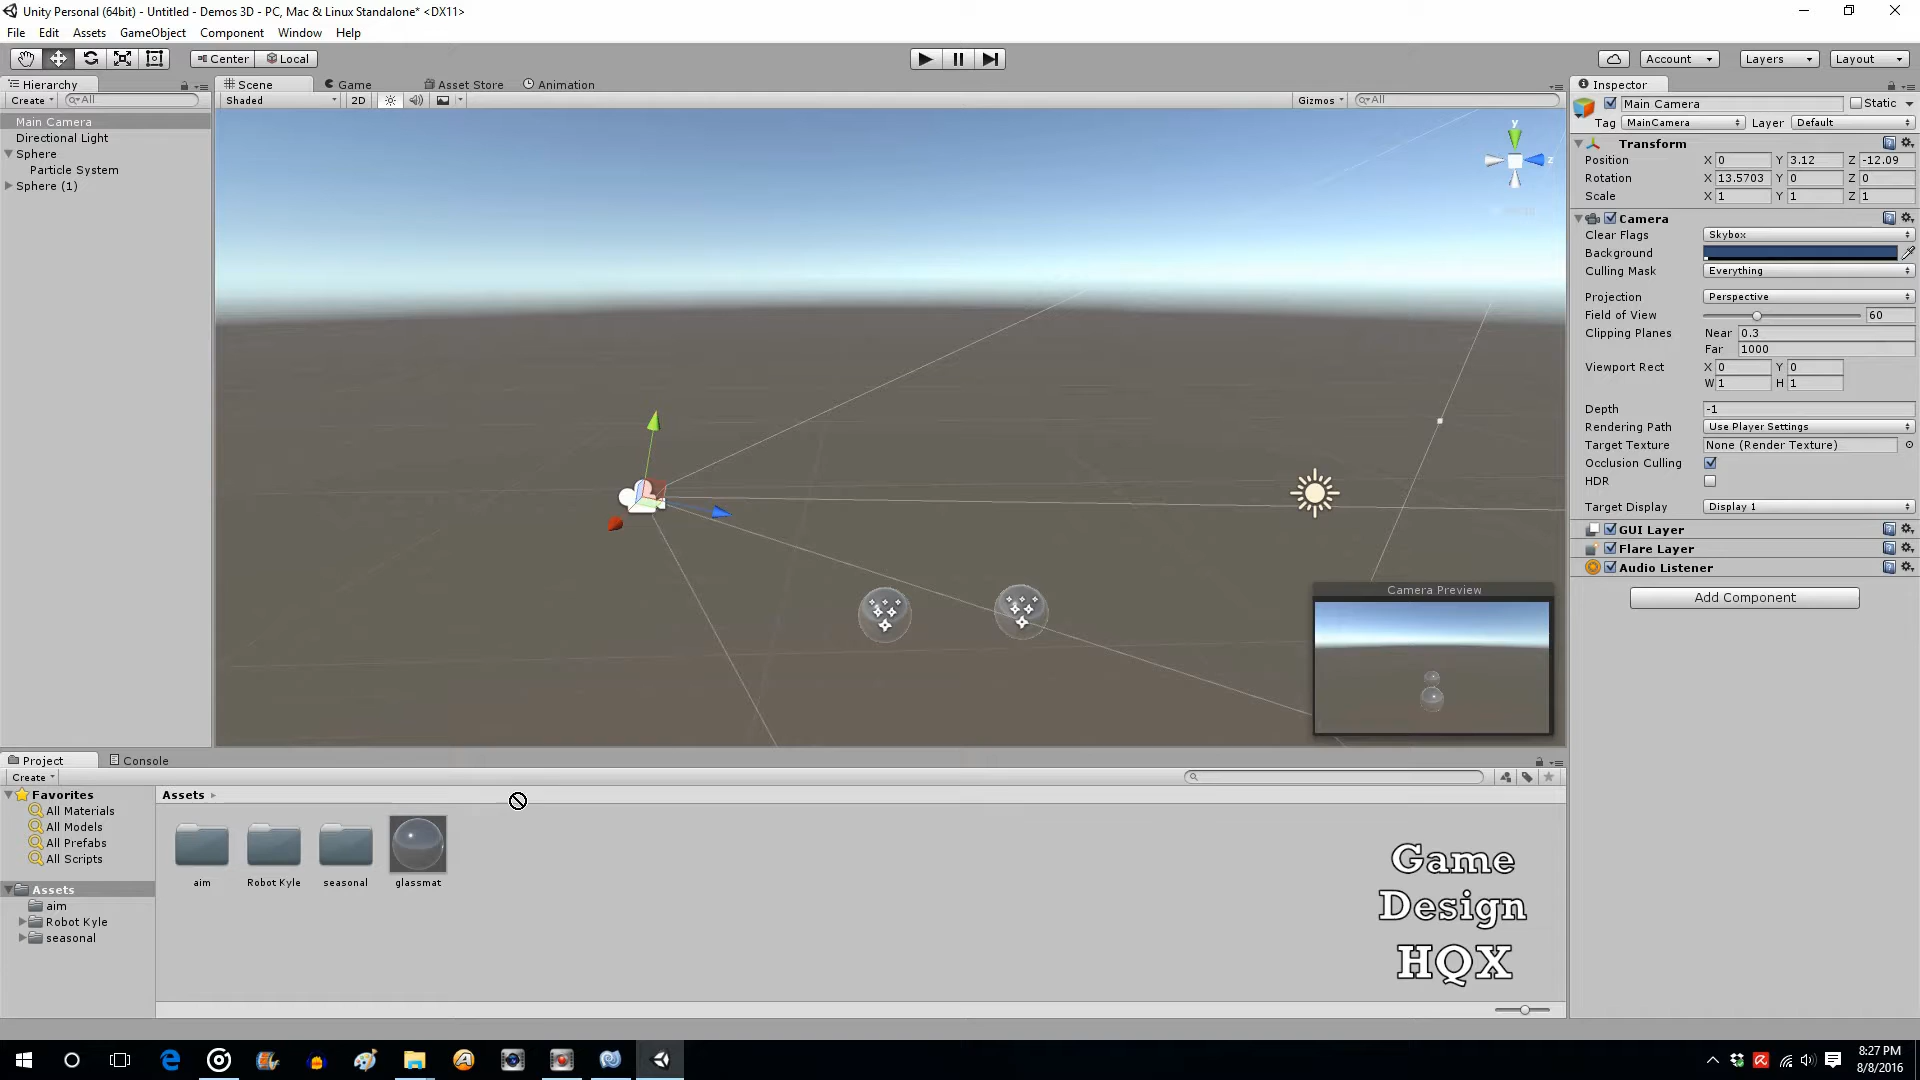 Unity Personal (64bit) - Untitled - Demos 3D - PC, Mac & Linux Standalone* <DX11>
File Edit Assets GameObject Component Window Help
Center Local Account Layers Layout
Hierarchy
Create All
Main Camera
Directional Light
Sphere
Particle System
Sphere (1)
Scene Game Asset Store Animation
Shaded 2D Gizmos All
y
z
Camera Preview
Inspector
Main Camera Static
Tag MainCamera Layer Default
Transform
Position X 0 Y 3.12 Z -12.09
Rotation X 13.5703 Y 0 Z 0
Scale X 1 Y 1 Z 1
Camera
Clear Flags Skybox
Background
Culling Mask Everything
Projection Perspective
Field of View 60
Clipping Planes Near 0.3
Far 1000
Viewport Rect X 0 Y 0
W 1 H 1
Depth -1
Rendering Path Use Player Settings
Target Texture None (Render Texture)
Occlusion Culling
HDR
Target Display Display 1
GUI Layer
Flare Layer
Audio Listener
Add Component
Project Console
Create
Favorites
All Materials
All Models
All Prefabs
All Scripts
Assets
aim
Robot Kyle
seasonal
Assets
aim Robot Kyle seasonal glassmat
Game
Design
HQX
8:27 PM
8/8/2016